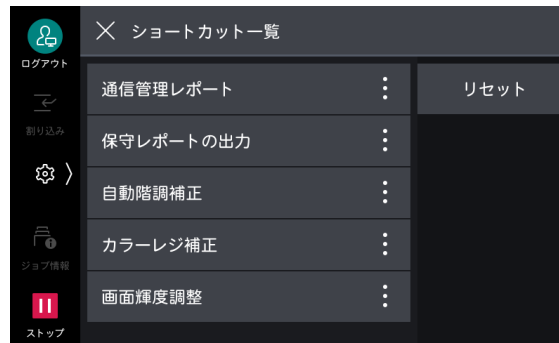 ログアウト
割り込み
ジョブ情報
ストップ
ショートカット一覧
通信管理レポート
保守レポートの出力
自動階調補正
カラーレジ補正
画面輝度調整
リセット